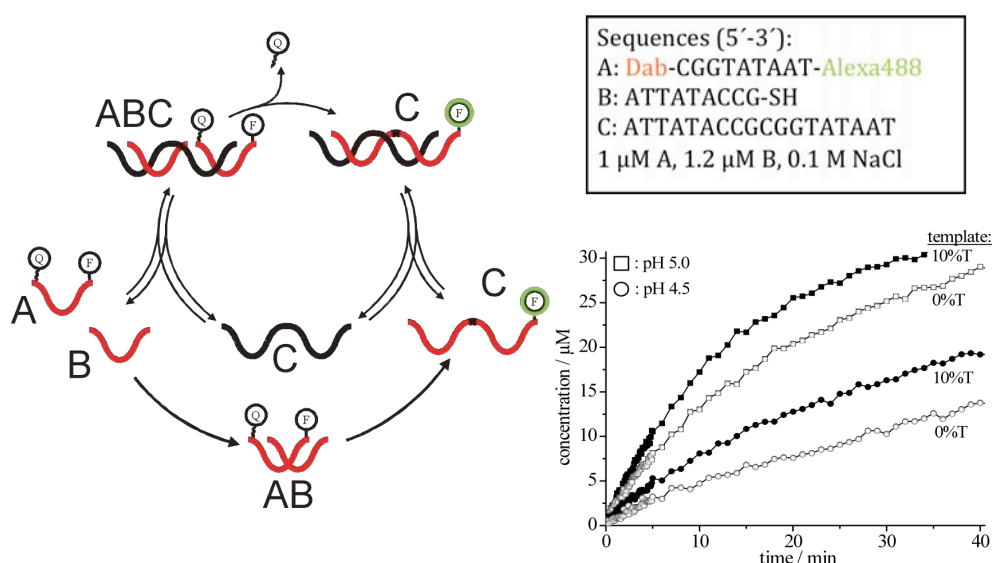 Q
ABC
Q
F
C
F
Q
F
A
B
C
C
F
Q
F
AB
Sequences (5´-3´):
A: Dab-CGGTATAAT-Alexa488
B: ATTATACCG-SH
C: ATTATACCGCGGTATAAT
1 μM A, 1.2 μM B, 0.1 M NaCl
template:
10%T
0%T
10%T
0%T
: pH 5.0
: pH 4.5
concentration / μM
30
25
20
15
10
5
0
0
10
20
30
40
time / min